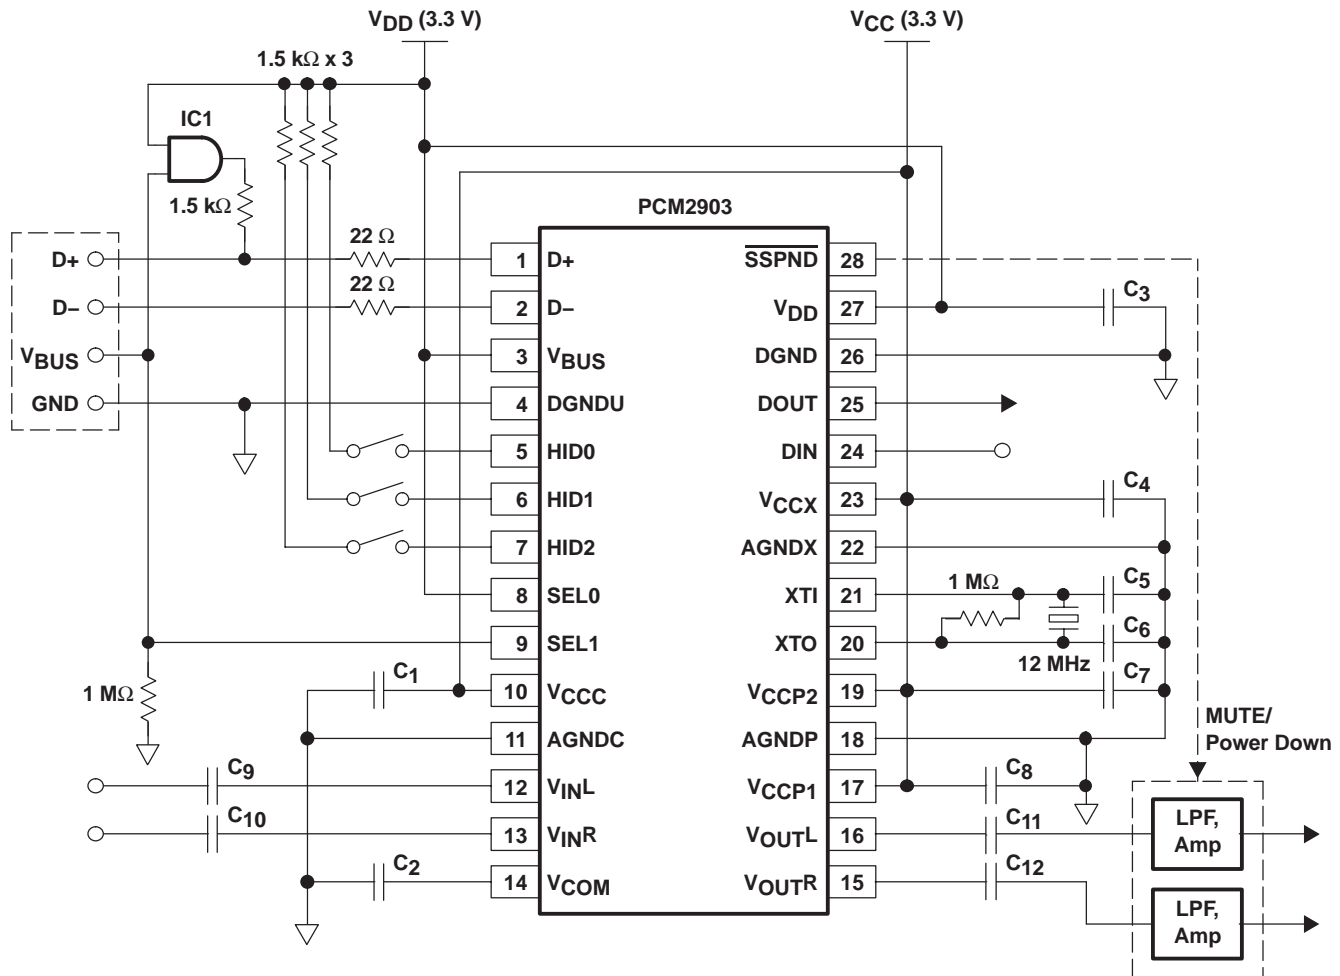 VDD (3.3 V)
VCC (3.3 V)
1.5 kΩ x 3
IC1
1.5 kΩ
PCM2903
22 Ω
22 Ω
D+
D–
VBUS
GND
1 D+
2 D–
3 VBUS
4 DGNDU
5 HID0
6 HID1
7 HID2
8 SEL0
9 SEL1
10 VCCC
11 AGNDC
12 VINL
13 VINR
14 VCOM
SSPND 28
VDD 27
DGND 26
DOUT 25
DIN 24
VCCX 23
AGNDX 22
XTI 21
XTO 20
VCCP2 19
AGNDP 18
VCCP1 17
VOUTL 16
VOUTR 15
C3
C4
1 MΩ
C5
C6
12 MHz
C7
C8
C11
C12
1 MΩ
C1
C9
C10
C2
MUTE/
Power Down
LPF,
Amp
LPF,
Amp